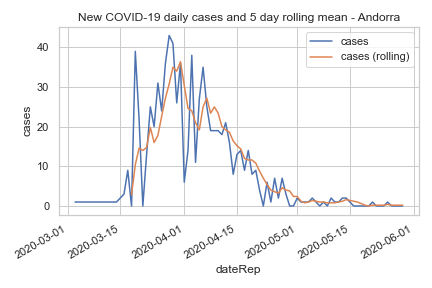 New COVID-19 daily cases and 5 day rolling mean - Andorra
cases
cases (rolling)
cases
40
30
20
10
0
2020-03-01
2020-03-15
2020-04-01
2020-04-15
2020-05-01
2020-05-15
2020-06-01
dateRep